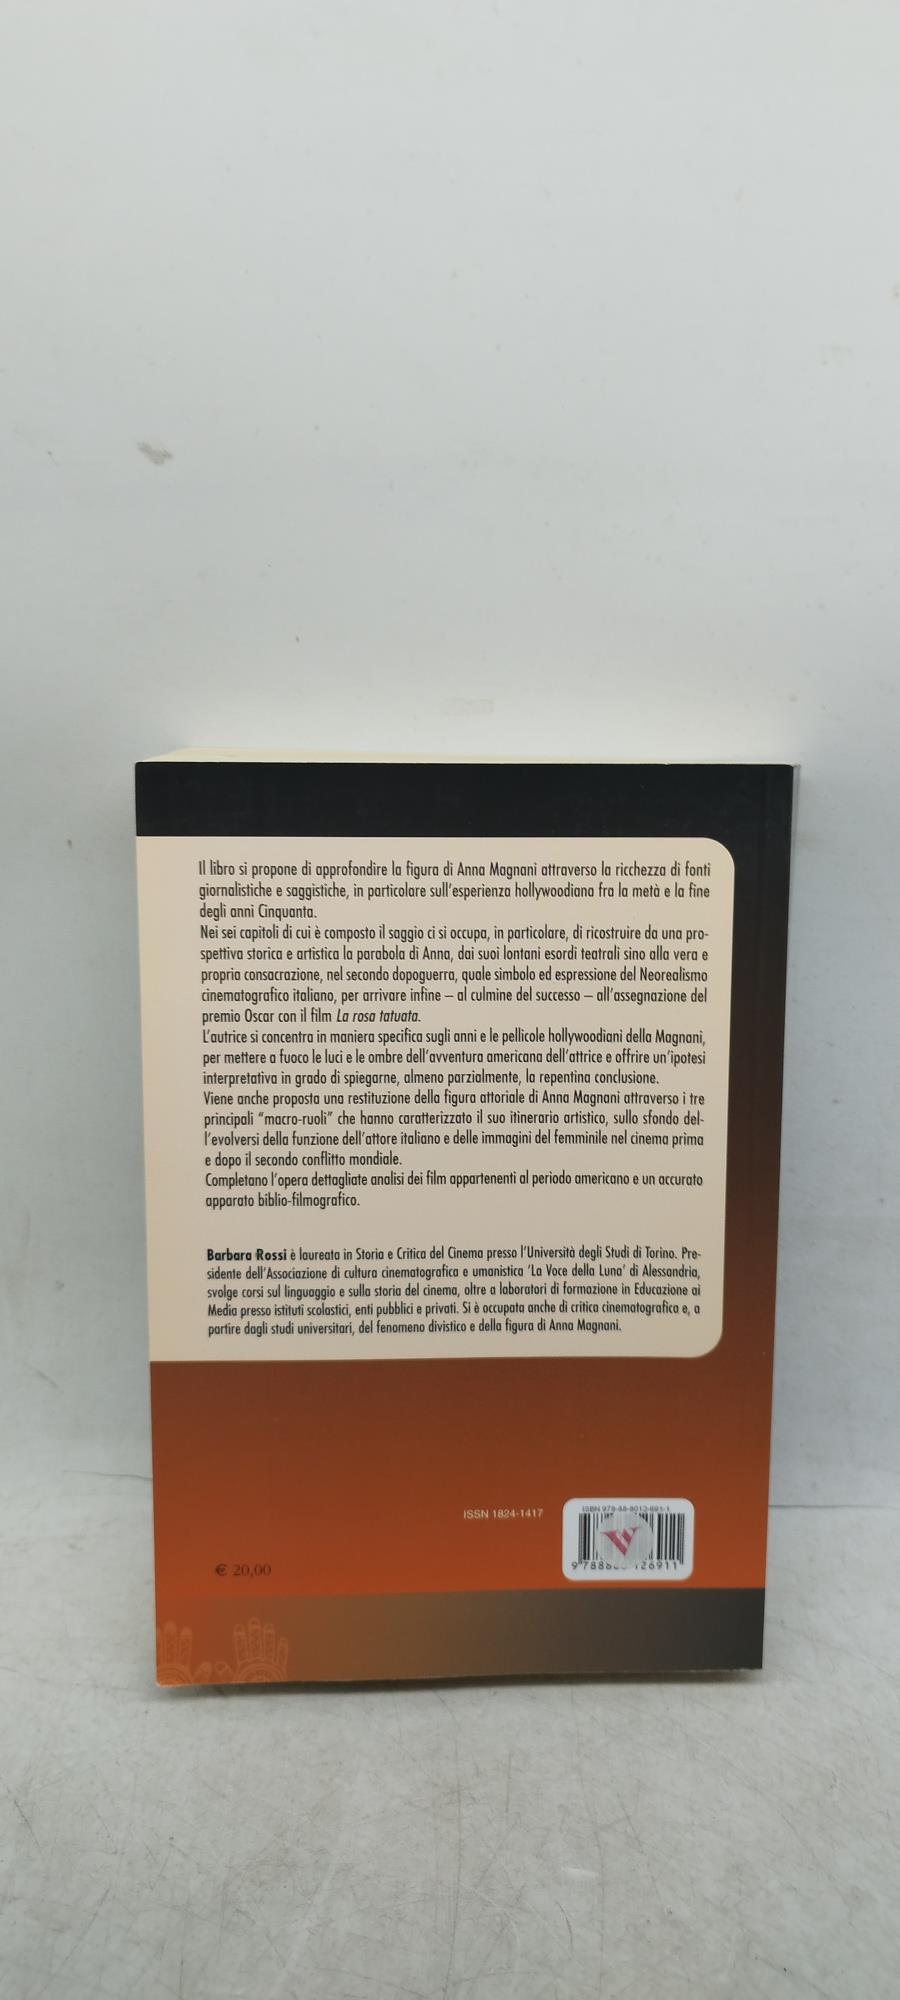 Il libro si propone di approfondire la figura di Anna Magnani attraverso la ricchezza di fonti
giornalistiche e saggistiche, in particolare sull'esperienza hollywoodiana fra la metà e la fine
degli anni Cinquanta.
Nei sei capitoli di cui è composto il saggio ci si occupa, in particolare, di ricostruire da una pro-
spettiva storica e artistica la parabola di Anna, dai suoi lontani esordi teatrali sino alla vera e
propria consacrazione, nel secondo dopoguerra, quale simbolo ed espressione del Neorealismo
cinematografico italiano, per arrivare infine – al culmine del successo – all'assegnazione del
premio Oscar con il film La rosa tatuata.
L'autrice si concentra in maniera specifica sugli anni e le pellicole hollywoodiani della Magnani,
per mettere a fuoco le luci e le ombre dell'avventura americana dell'attrice e offrire un'ipotesi
interpretativa in grado di spiegarne, almeno parzialmente, la repentina conclusione.
Viene anche proposta una restituzione della figura attoriale di Anna Magnani attraverso i tre
principali "macro-ruoli" che hanno caratterizzato il suo itinerario artistico, sullo sfondo del-
l'evolversi della funzione dell'attore italiano e delle immagini del femminile nel cinema prima
e dopo il secondo conflitto mondiale.
Completano l'opera dettagliate analisi dei film appartenenti al periodo americano e un accurato
apparato biblio-filmografico.
Barbara Rossi è laureata in Storia e Critica del Cinema presso l'Università degli Studi di Torino. Pre-
sidente dell'Associazione di cultura cinematografica e umanistica 'La Voce della Luna' di Alessandria,
svolge corsi sul linguaggio e sulla storia del cinema, oltre a laboratori di formazione in Educazione ai
Media presso istituti scolastici, enti pubblici e privati. Si è occupata anche di critica cinematografica e, a
partire dagli studi universitari, del fenomeno divistico e della figura di Anna Magnani.
ISSN 1824-1417
ISBN 978-88-8012-691-1
€ 20,00